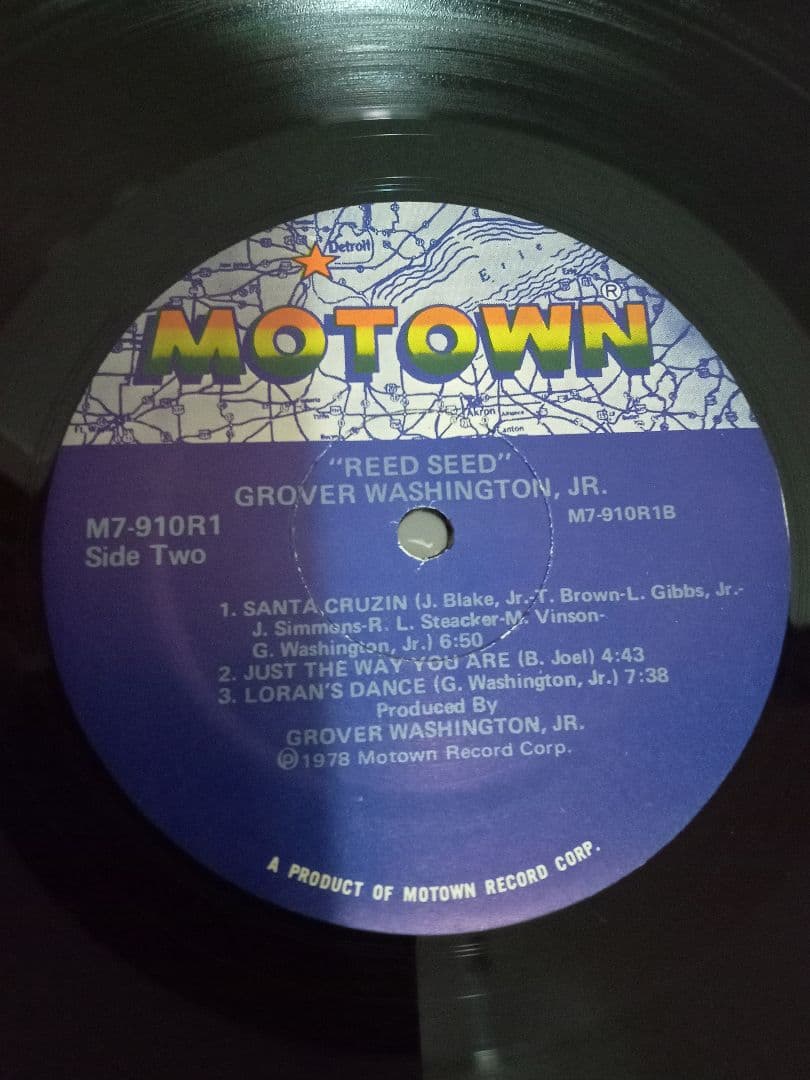 Detroit
Erie
Erie
®
MOTOWN
Akron
Canton
"REED SEED"
GROVER WASHINGTON, JR.
M7-910R1
M7-910R1B
Side Two
1. SANTA CRUZIN (J. Blake, Jr.-T. Brown-L. Gibbs, Jr.-
J. Simmons-R. L. Steacker-M. Vinson-
G. Washington, Jr.) 6:50
2. JUST THE WAY YOU ARE (B. Joel) 4:43
3. LORAN'S DANCE (G. Washington, Jr.) 7:38
Produced By
GROVER WASHINGTON, JR.
℗1978 Motown Record Corp.
A PRODUCT OF MOTOWN RECORD CORP.